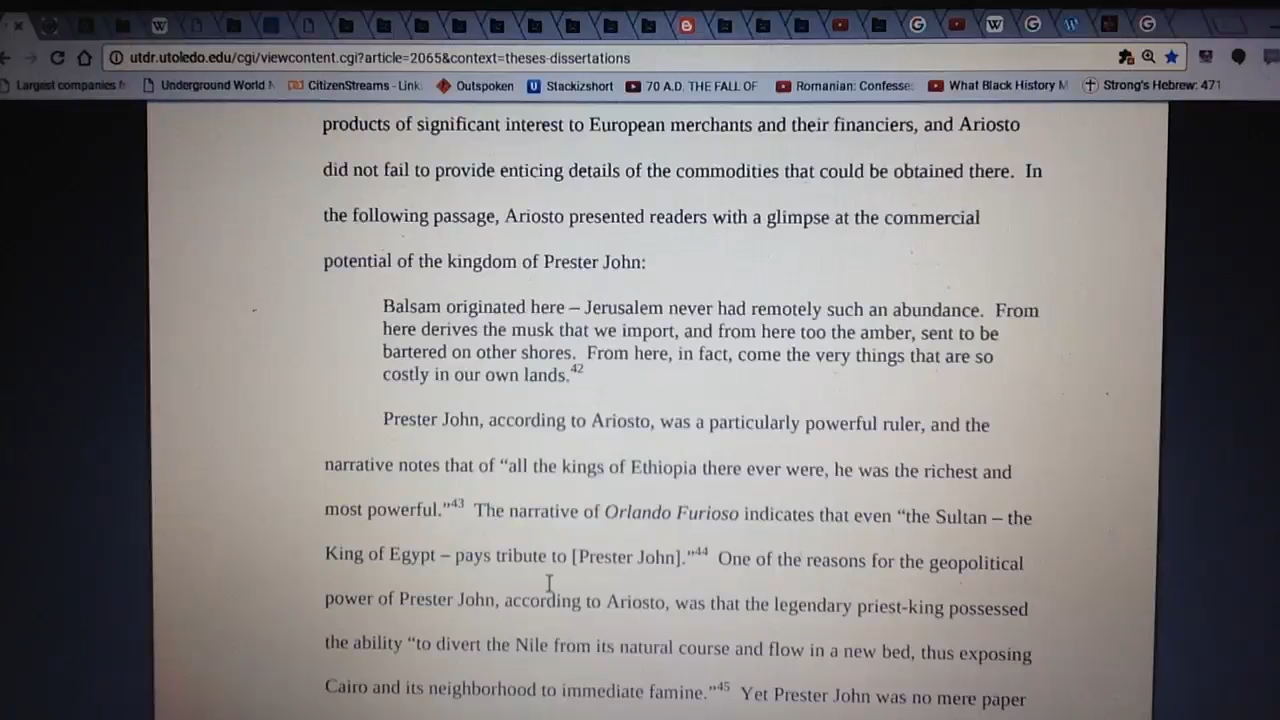 utdr.utoledo.edu/cgi/viewcontent.cgi?article=2065&context=theses-dissertations
Largest companies Underground World CitizenStreams - Link Outspoken Stackizshort 70 A.D. THE FALL OF Romanian: Confesse What Black History M Strong's Hebrew: 471
products of significant interest to European merchants and their financiers, and Ariosto
did not fail to provide enticing details of the commodities that could be obtained there. In
the following passage, Ariosto presented readers with a glimpse at the commercial
potential of the kingdom of Prester John:
Balsam originated here – Jerusalem never had remotely such an abundance. From
here derives the musk that we import, and from here too the amber, sent to be
bartered on other shores. From here, in fact, come the very things that are so
costly in our own lands.42
Prester John, according to Ariosto, was a particularly powerful ruler, and the
narrative notes that of “all the kings of Ethiopia there ever were, he was the richest and
most powerful.”43 The narrative of Orlando Furioso indicates that even “the Sultan – the
King of Egypt – pays tribute to [Prester John].”44 One of the reasons for the geopolitical
power of Prester John, according to Ariosto, was that the legendary priest-king possessed
the ability “to divert the Nile from its natural course and flow in a new bed, thus exposing
Cairo and its neighborhood to immediate famine.”45 Yet Prester John was no mere paper